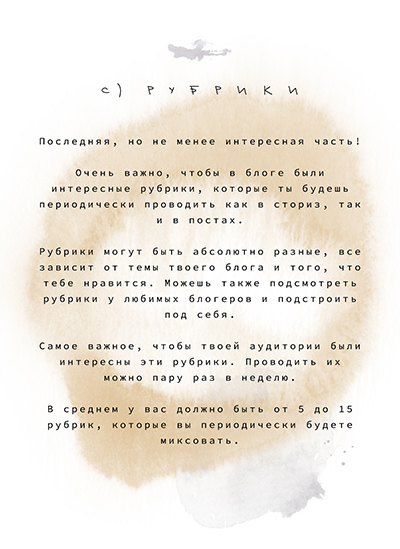 с) РУБРИКИ
Последняя, но не менее интересная часть!
Очень важно, чтобы в блоге были
интересные рубрики, которые ты будешь
периодически проводить как в сториз, так
и в постах.
Рубрики могут быть абсолютно разные, все
зависит от темы твоего блога и того, что
тебе нравится. Можешь также подсмотреть
рубрики у любимых блогеров и подстроить
под себя.
Самое важное, чтобы твоей аудитории были
интересны эти рубрики. Проводить их
можно пару раз в неделю.
В среднем у вас должно быть от 5 до 15
рубрик, которые вы периодически будете
миксовать.